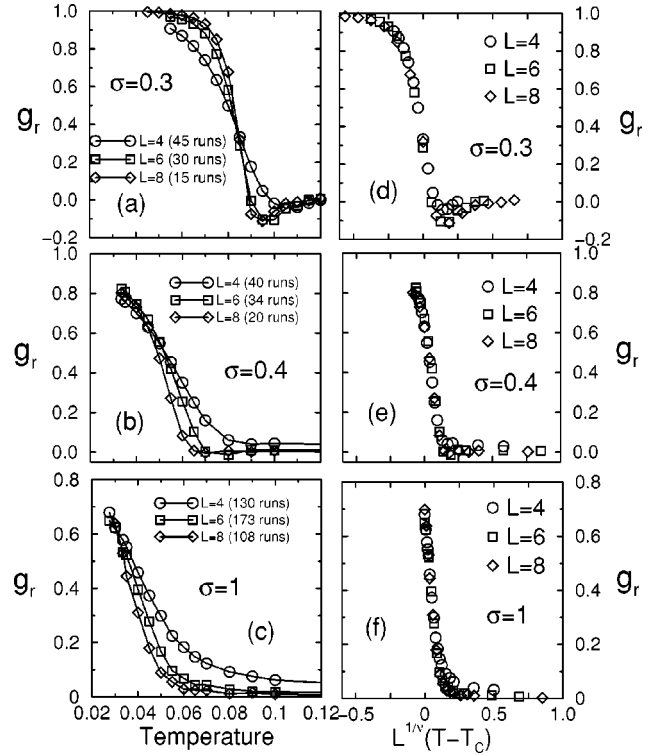 1.0
0.8
0.6
0.4
0.2
0.0
−0.2
g_r
σ=0.3
L=4 (45 runs)
L=6 (30 runs)
L=8 (15 runs)
(a)
1.0
0.8
0.6
0.4
0.2
0.0
−0.2
g_r
L=4
L=6
L=8
σ=0.3
(d)
1.0
0.8
0.6
0.4
0.2
0.0
g_r
L=4 (40 runs)
L=6 (34 runs)
L=8 (20 runs)
σ=0.4
(b)
1.0
0.8
0.6
0.4
0.2
0.0
g_r
L=4
L=6
L=8
σ=0.4
(e)
0.8
0.6
0.4
0.2
0
g_r
L=4 (130 runs)
L=6 (173 runs)
L=8 (108 runs)
σ=1
(c)
0.8
0.6
0.4
0.2
0
g_r
L=4
L=6
L=8
σ=1
(f)
0.02 0.04 0.06 0.08 0.1 0.12
Temperature
−0.5 0 0.5 1.0
L^{1/ν}(T−T_C)